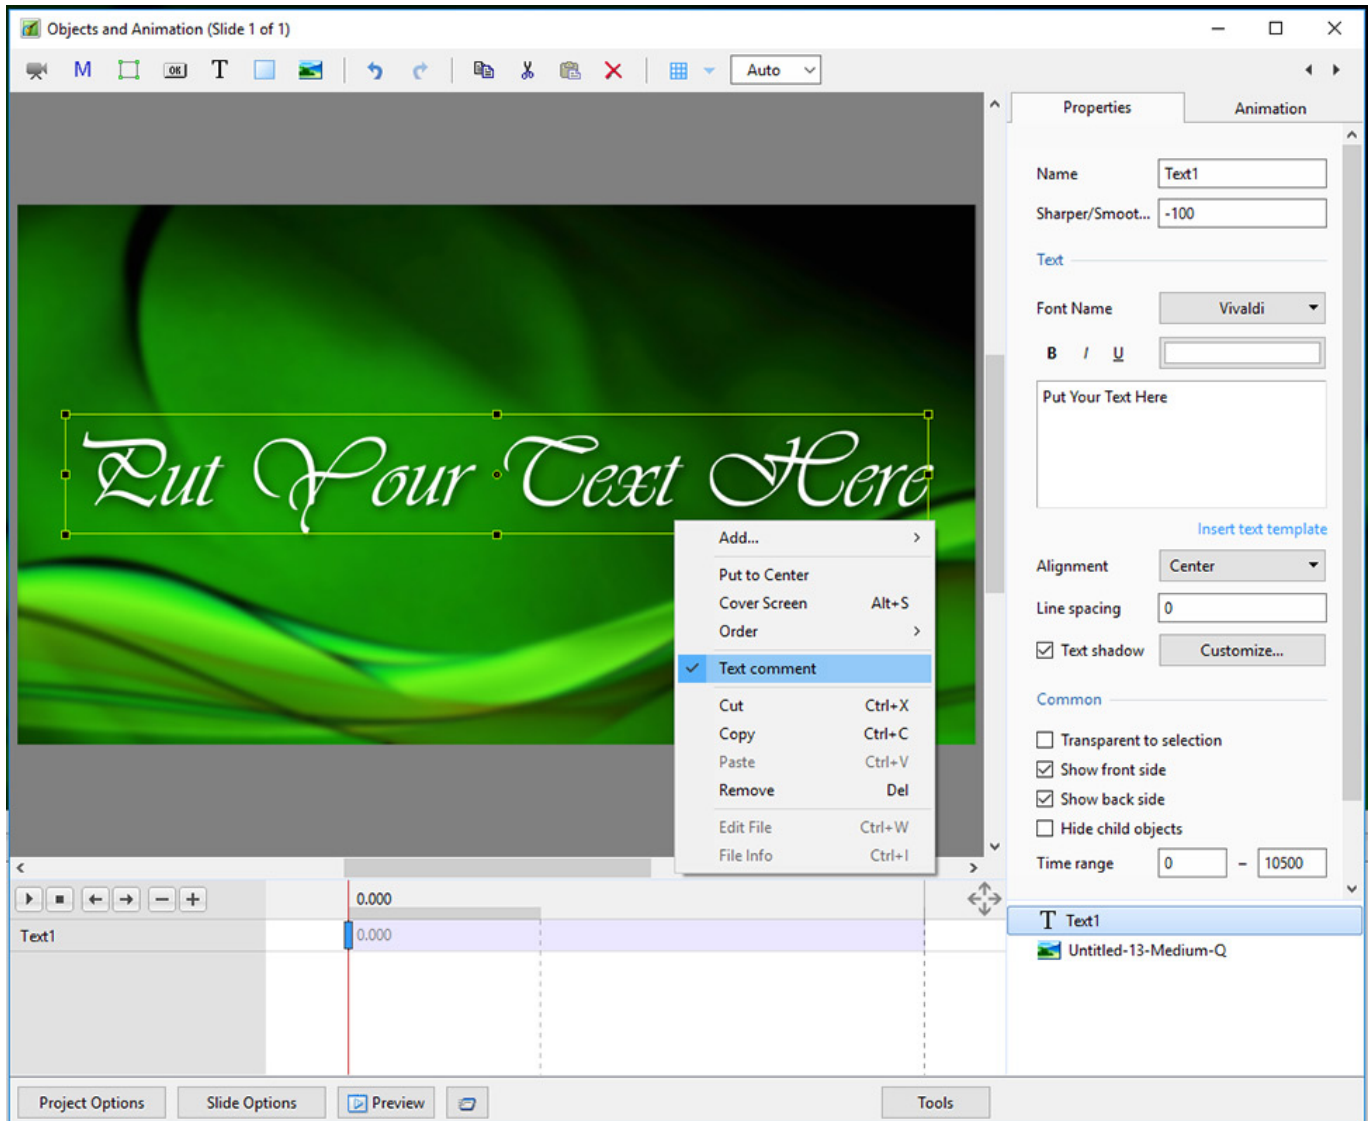 Objects and Animation (Slide 1 of 1)
M OK T Auto
Properties Animation
Name Text1
Sharper/Smoot... -100
Text
Font Name Vivaldi
B I U
Put Your Text Here
Insert text template
Alignment Center
Line spacing 0
Text shadow Customize...
Common
Transparent to selection
Show front side
Show back side
Hide child objects
Time range 0 – 10500
Put Your Text Here
Add...
Put to Center
Cover Screen Alt+S
Order
Text comment
Cut Ctrl+X
Copy Ctrl+C
Paste Ctrl+V
Remove Del
Edit File Ctrl+W
File Info Ctrl+I
0.000
Text1 0.000
T Text1
Untitled-13-Medium-Q
Project Options Slide Options Preview Tools